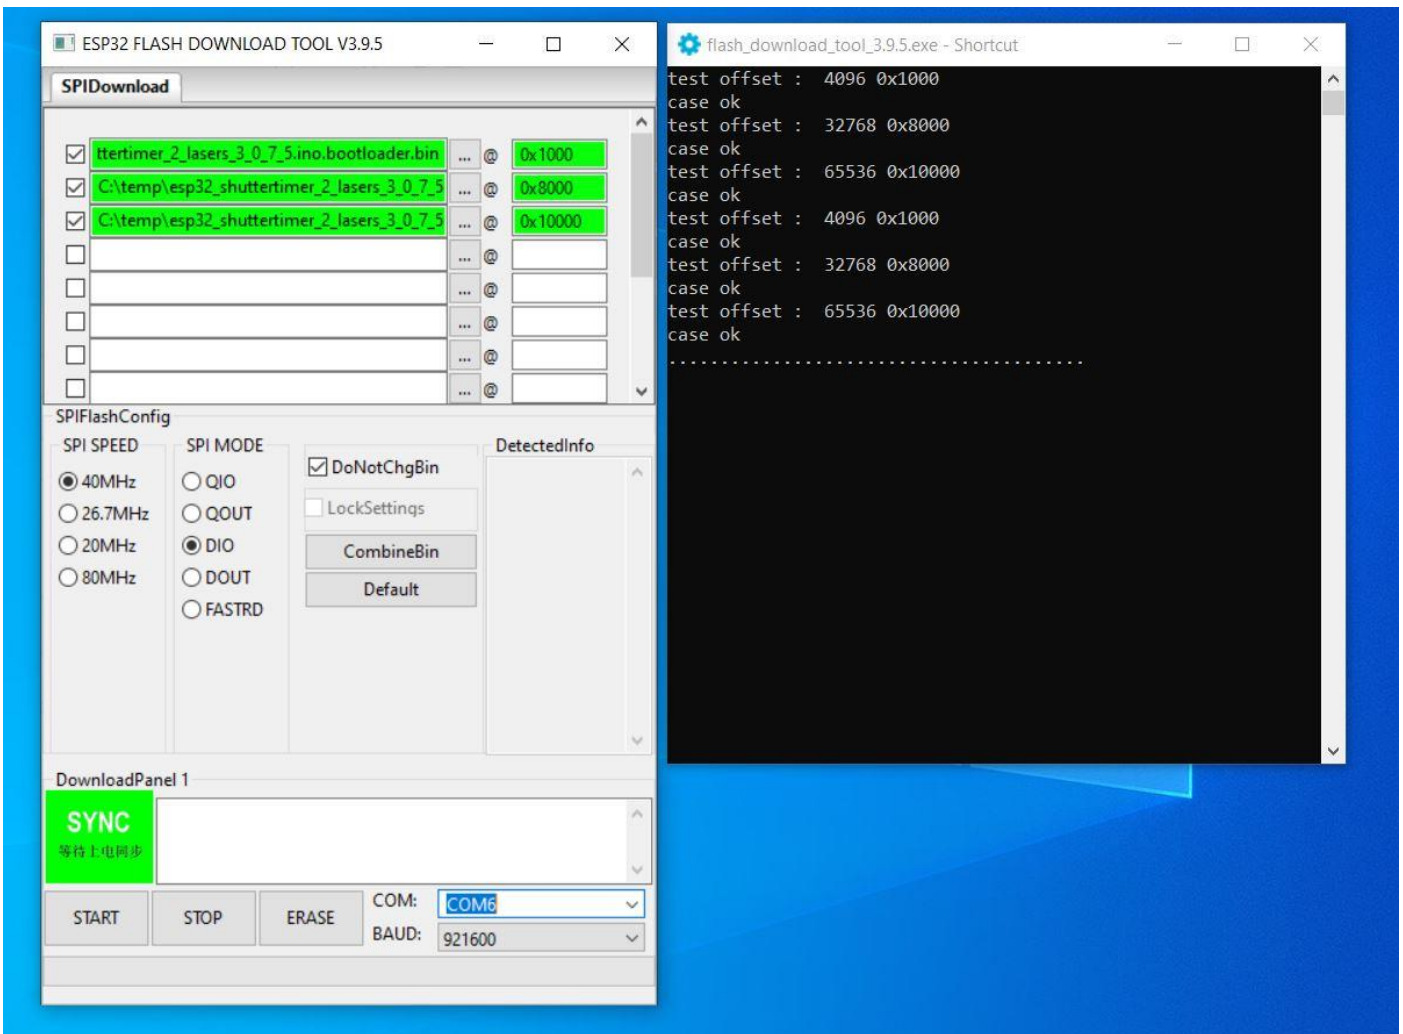 ESP32 FLASH DOWNLOAD TOOL V3.9.5
SPIDownload
ttertimer_2_lasers_3_0_7_5.ino.bootloader.bin ... @ 0x1000
C:\temp\esp32_shuttertimer_2_lasers_3_0_7_5 ... @ 0x8000
C:\temp\esp32_shuttertimer_2_lasers_3_0_7_5 ... @ 0x10000
... @
... @
... @
... @
... @
SPIFlashConfig
SPI SPEED
40MHz
26.7MHz
20MHz
80MHz
SPI MODE
QIO
QOUT
DIO
DOUT
FASTRD
DoNotChgBin
LockSettings
CombineBin
Default
DetectedInfo
DownloadPanel 1
SYNC
等待上电同步
START
STOP
ERASE
COM: COM6
BAUD: 921600
flash_download_tool_3.9.5.exe - Shortcut
test offset :  4096 0x1000
case ok
test offset :  32768 0x8000
case ok
test offset :  65536 0x10000
case ok
test offset :  4096 0x1000
case ok
test offset :  32768 0x8000
case ok
test offset :  65536 0x10000
case ok
........................................